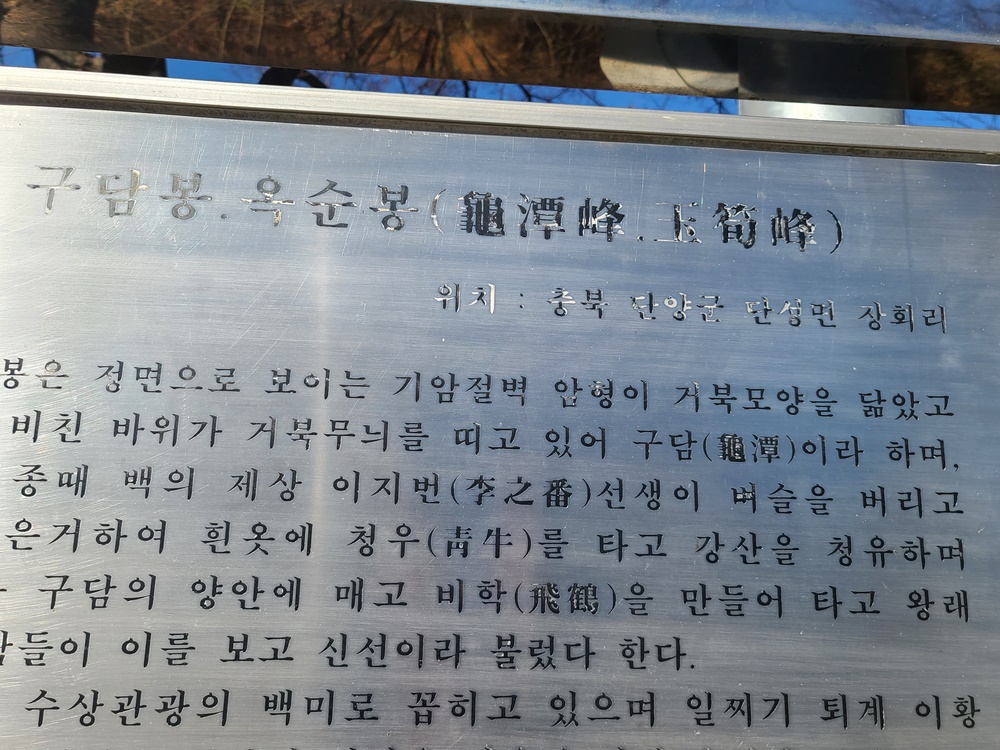 구담봉.옥순봉(龜潭峰.玉筍峰)
위치 : 충북 단양군 단성면 장회리
봉은 정면으로 보이는 기암절벽 암형이 거북모양을 닮았고
비친 바위가 거북무늬를 띠고 있어 구담(龜潭)이라 하며,
종때 백의 제상 이지번(李之番)선생이 벼슬을 버리고
은거하여 흰옷에 청우(靑牛)를 타고 강산을 청유하며
구담의 양안에 매고 비학(飛鶴)을 만들어 타고 왕래
람들이 이를 보고 신선이라 불렀다 한다.
수상관광의 백미로 꼽히고 있으며 일찌기 퇴계 이황